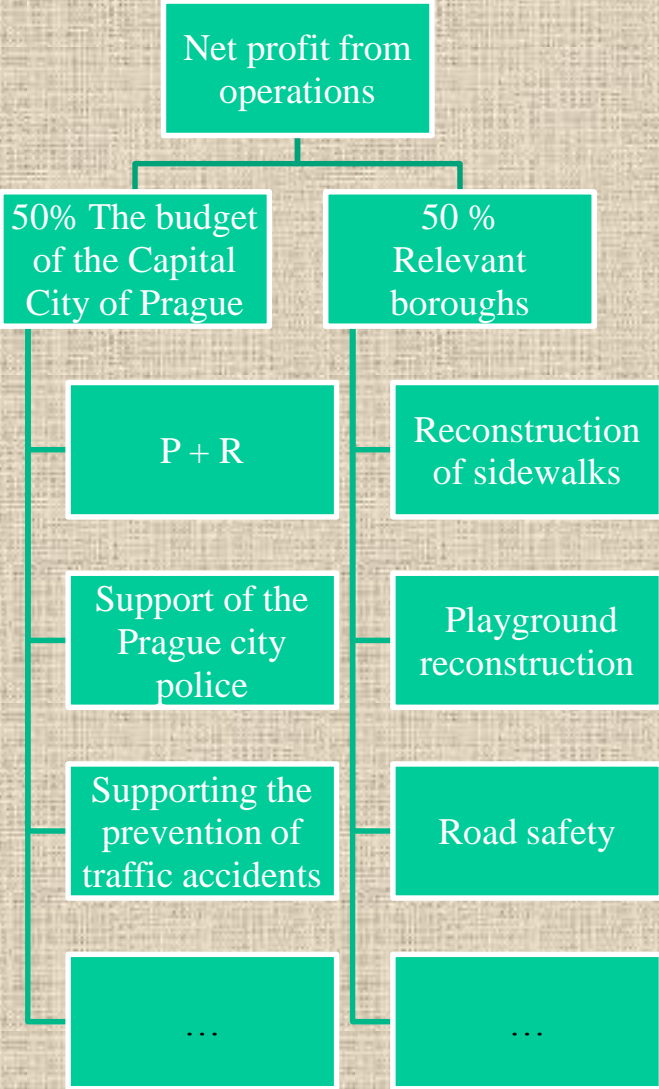 Net profit from
operations
50% The budget
of the Capital
City of Prague
50 %
Relevant
boroughs
P + R
Support of the
Prague city
police
Supporting the
prevention of
traffic accidents
…
Reconstruction
of sidewalks
Playground
reconstruction
Road safety
…